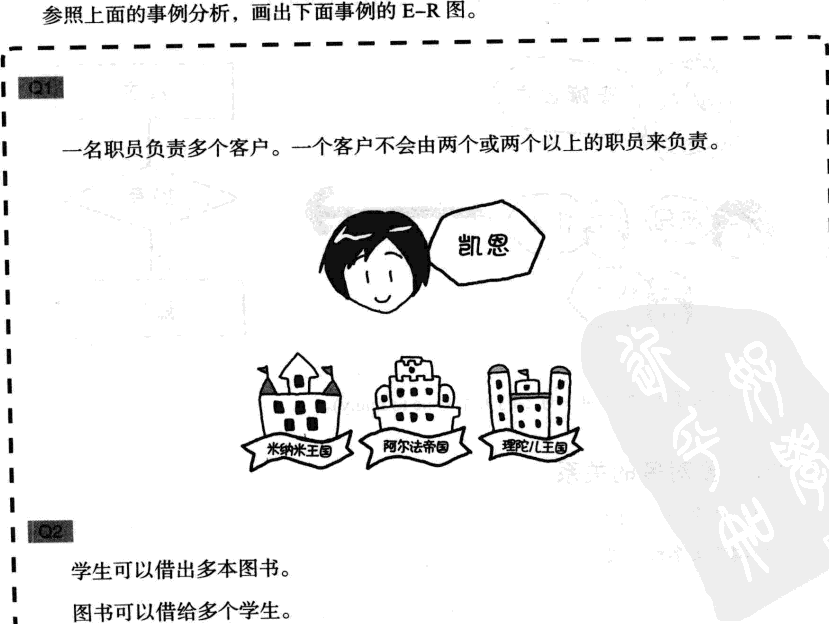 参照上面的事例分析，画出下面事例的 E–R 图。
Q1
一名职员负责多个客户。一个客户不会由两个或两个以上的职员来负责。
凯恩
米纳米王国 阿尔法帝国 理陀儿王国
Q2
学生可以借出多本图书。
图书可以借给多个学生。